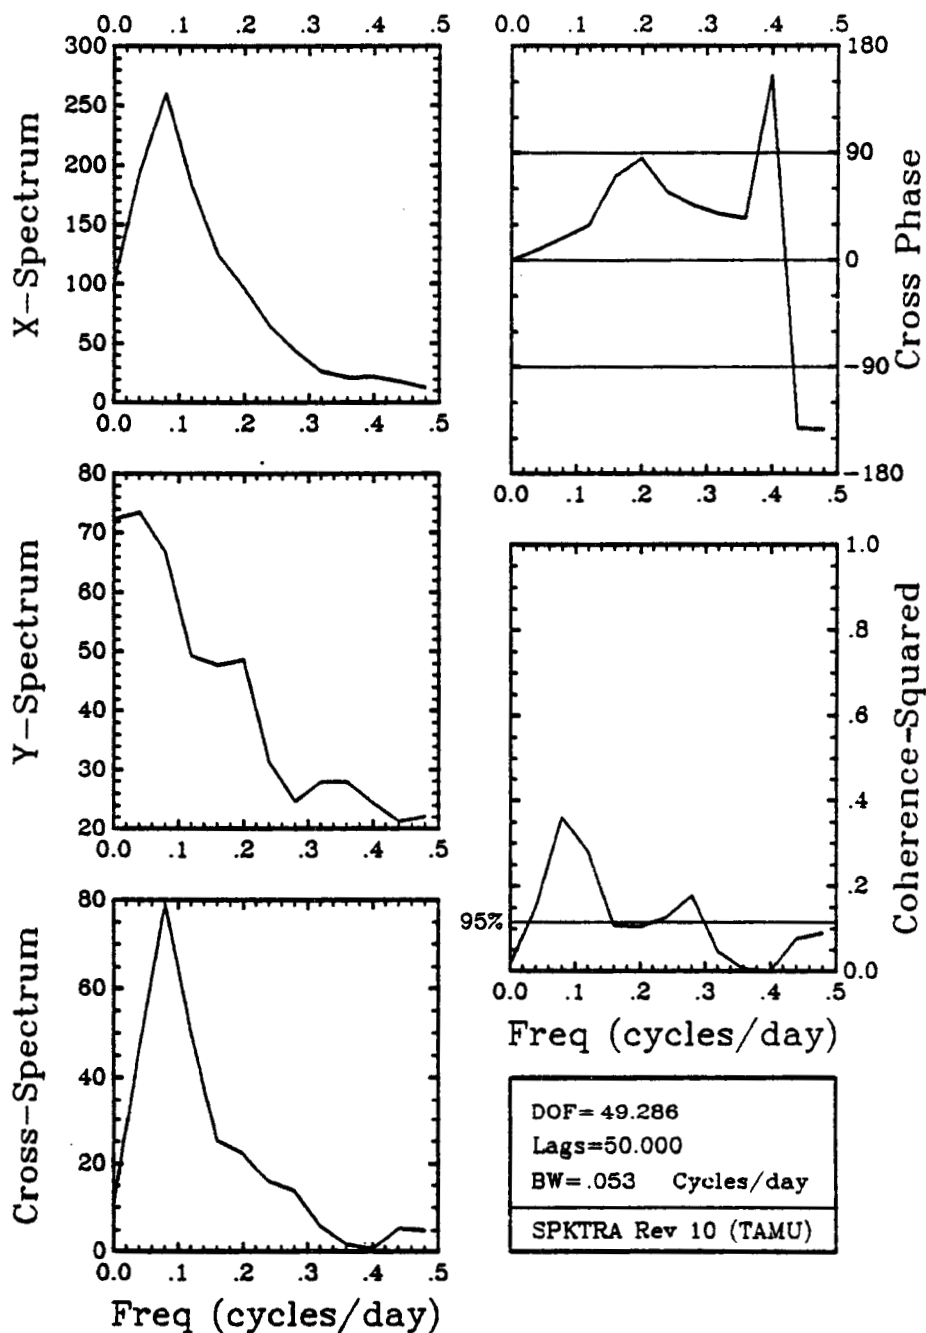 0.0 .1 .2 .3 .4 .5
300
250
200
150
100
50
0
X-Spectrum
0.0 .1 .2 .3 .4 .5
80
70
60
50
40
30
20
Y-Spectrum
0.0 .1 .2 .3 .4 .5
80
60
40
20
0
Cross-Spectrum
0.0 .1 .2 .3 .4 .5
Freq (cycles/day)
0.0 .1 .2 .3 .4 .5
180
90
0
-90
-180
Cross Phase
0.0 .1 .2 .3 .4 .5
1.0
.8
.6
.4
.2
0.0
Coherence-Squared
95%
0.0 .1 .2 .3 .4 .5
Freq (cycles/day)
DOF= 49.286
Lags=50.000
BW= .053 Cycles/day
SPKTRA Rev 10 (TAMU)